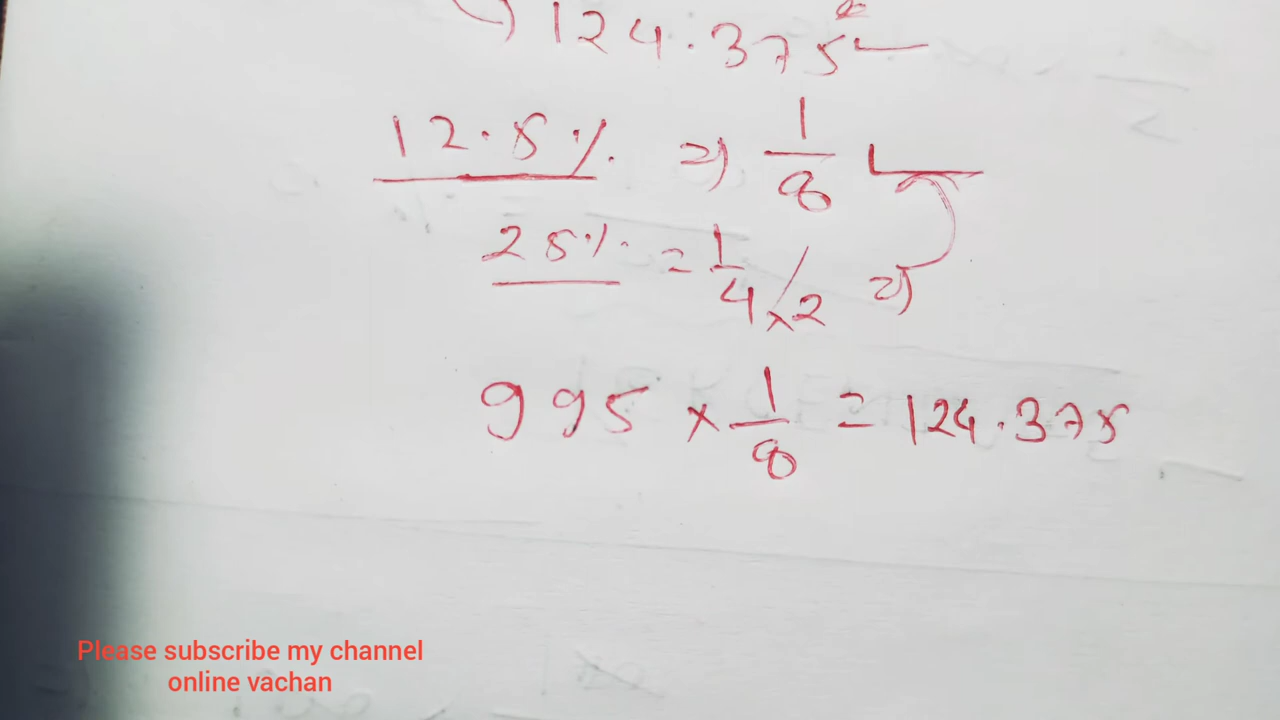 ⇒ 124.375
12.5% ⇒ 1/8
25% = 1/4×2 ⇒
995 × 1/8 = 124.375
Please subscribe my channel
online vachan